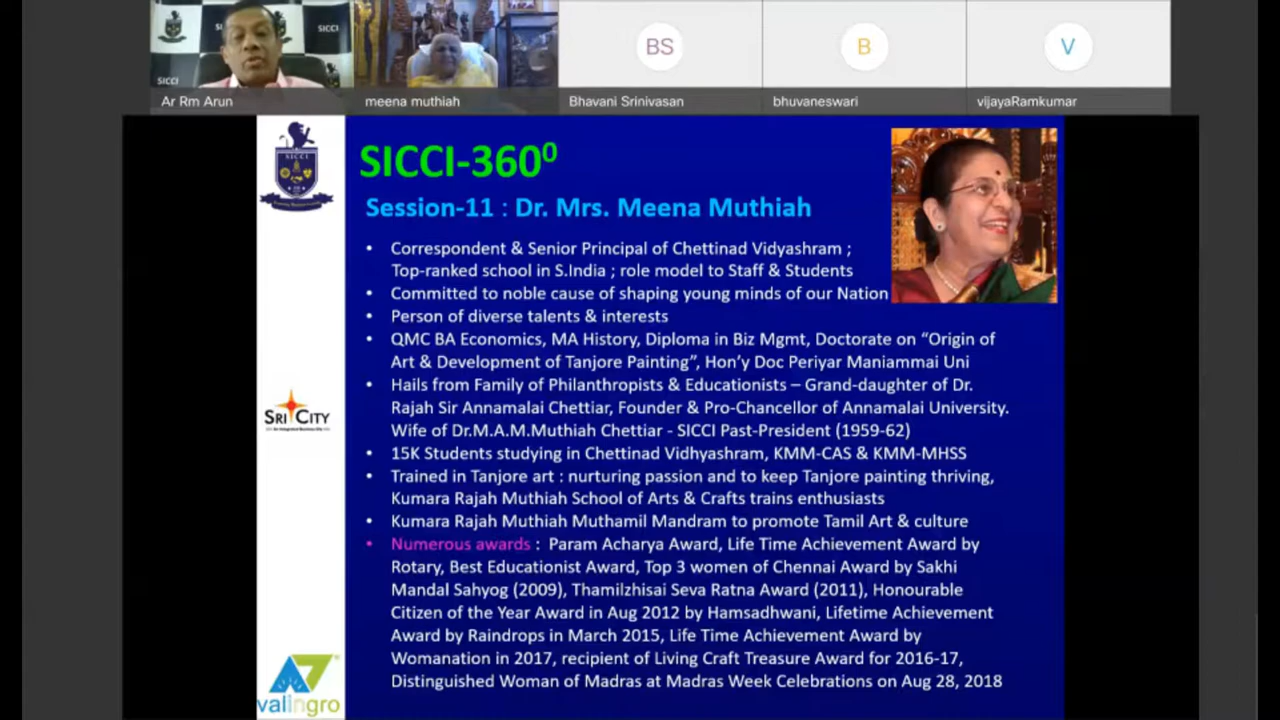 SICCI
SICCI
SICCI
Ar Rm Arun
meena muthiah
BS
Bhavani Srinivasan
B
bhuvaneswari
V
vijayaRamkumar
SICCI
SICCI-360⁰
Session-11 : Dr. Mrs. Meena Muthiah
• Correspondent & Senior Principal of Chettinad Vidyashram ;
Top-ranked school in S.India ; role model to Staff & Students
• Committed to noble cause of shaping young minds of our Nation
• Person of diverse talents & interests
• QMC BA Economics, MA History, Diploma in Biz Mgmt, Doctorate on “Origin of
Art & Development of Tanjore Painting”, Hon’y Doc Periyar Maniammai Uni
• Hails from Family of Philanthropists & Educationists – Grand-daughter of Dr.
Rajah Sir Annamalai Chettiar, Founder & Pro-Chancellor of Annamalai University.
Wife of Dr.M.A.M.Muthiah Chettiar - SICCI Past-President (1959-62)
• 15K Students studying in Chettinad Vidhyashram, KMM-CAS & KMM-MHSS
• Trained in Tanjore art : nurturing passion and to keep Tanjore painting thriving,
Kumara Rajah Muthiah School of Arts & Crafts trains enthusiasts
• Kumara Rajah Muthiah Muthamil Mandram to promote Tamil Art & culture
• Numerous awards : Param Acharya Award, Life Time Achievement Award by
Rotary, Best Educationist Award, Top 3 women of Chennai Award by Sakhi
Mandal Sahyog (2009), Thamilzhisai Seva Ratna Award (2011), Honourable
Citizen of the Year Award in Aug 2012 by Hamsadhwani, Lifetime Achievement
Award by Raindrops in March 2015, Life Time Achievement Award by
Womanation in 2017, recipient of Living Craft Treasure Award for 2016-17,
Distinguished Woman of Madras at Madras Week Celebrations on Aug 28, 2018
SRI CITY
valingro